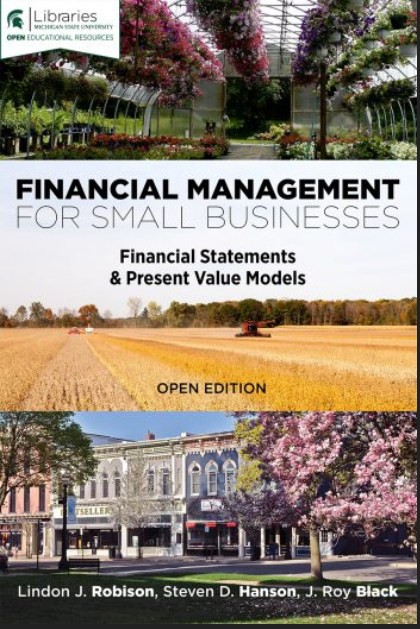 Libraries
MICHIGAN STATE UNIVERSITY
OPEN EDUCATIONAL RESOURCES
FINANCIAL MANAGEMENT
FOR SMALL BUSINESSES
Financial Statements
& Present Value Models
OPEN EDITION
Lindon J. Robison, Steven D. Hanson, J. Roy Black